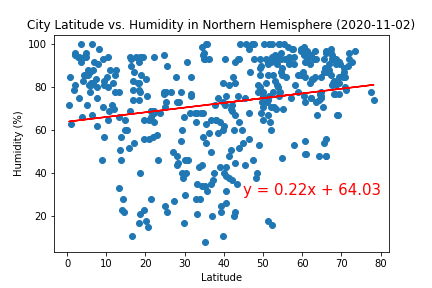 City Latitude vs. Humidity in Northern Hemisphere (2020-11-02)
100
80
60
40
20
Humidity (%)
y = 0.22x + 64.03
0 10 20 30 40 50 60 70 80
Latitude